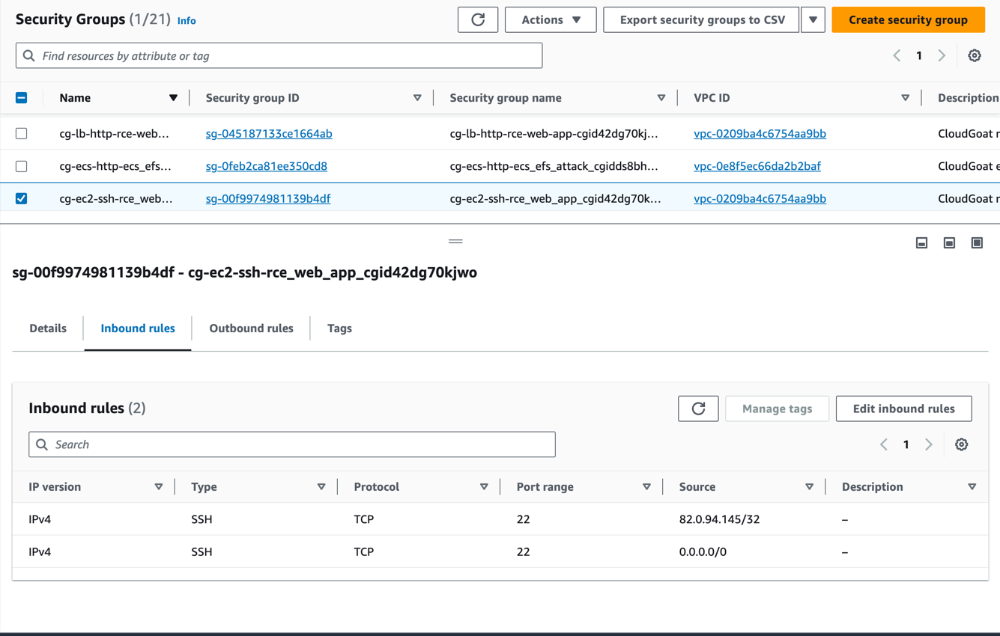 Security Groups (1/21) Info
Actions
Export security groups to CSV
Create security group
Find resources by attribute or tag
1
Name Security group ID Security group name VPC ID Description
cg-lb-http-rce-web... sg-045187133ce1664ab cg-lb-http-rce-web-app-cgid42dg70kj... vpc-0209ba4c6754aa9bb CloudGoat r
cg-ecs-http-ecs_efs... sg-0feb2ca81ee350cd8 cg-ecs-http-ecs_efs_attack_cgidds8bh... vpc-0e8f5ec66da2b2baf CloudGoat e
cg-ec2-ssh-rce_web... sg-00f9974981139b4df cg-ec2-ssh-rce_web_app_cgid42dg70k... vpc-0209ba4c6754aa9bb CloudGoat r
sg-00f9974981139b4df - cg-ec2-ssh-rce_web_app_cgid42dg70kjwo
Details Inbound rules Outbound rules Tags
Inbound rules (2)
Manage tags
Edit inbound rules
Search
1
IP version Type Protocol Port range Source Description
IPv4 SSH TCP 22 82.0.94.145/32 –
IPv4 SSH TCP 22 0.0.0.0/0 –